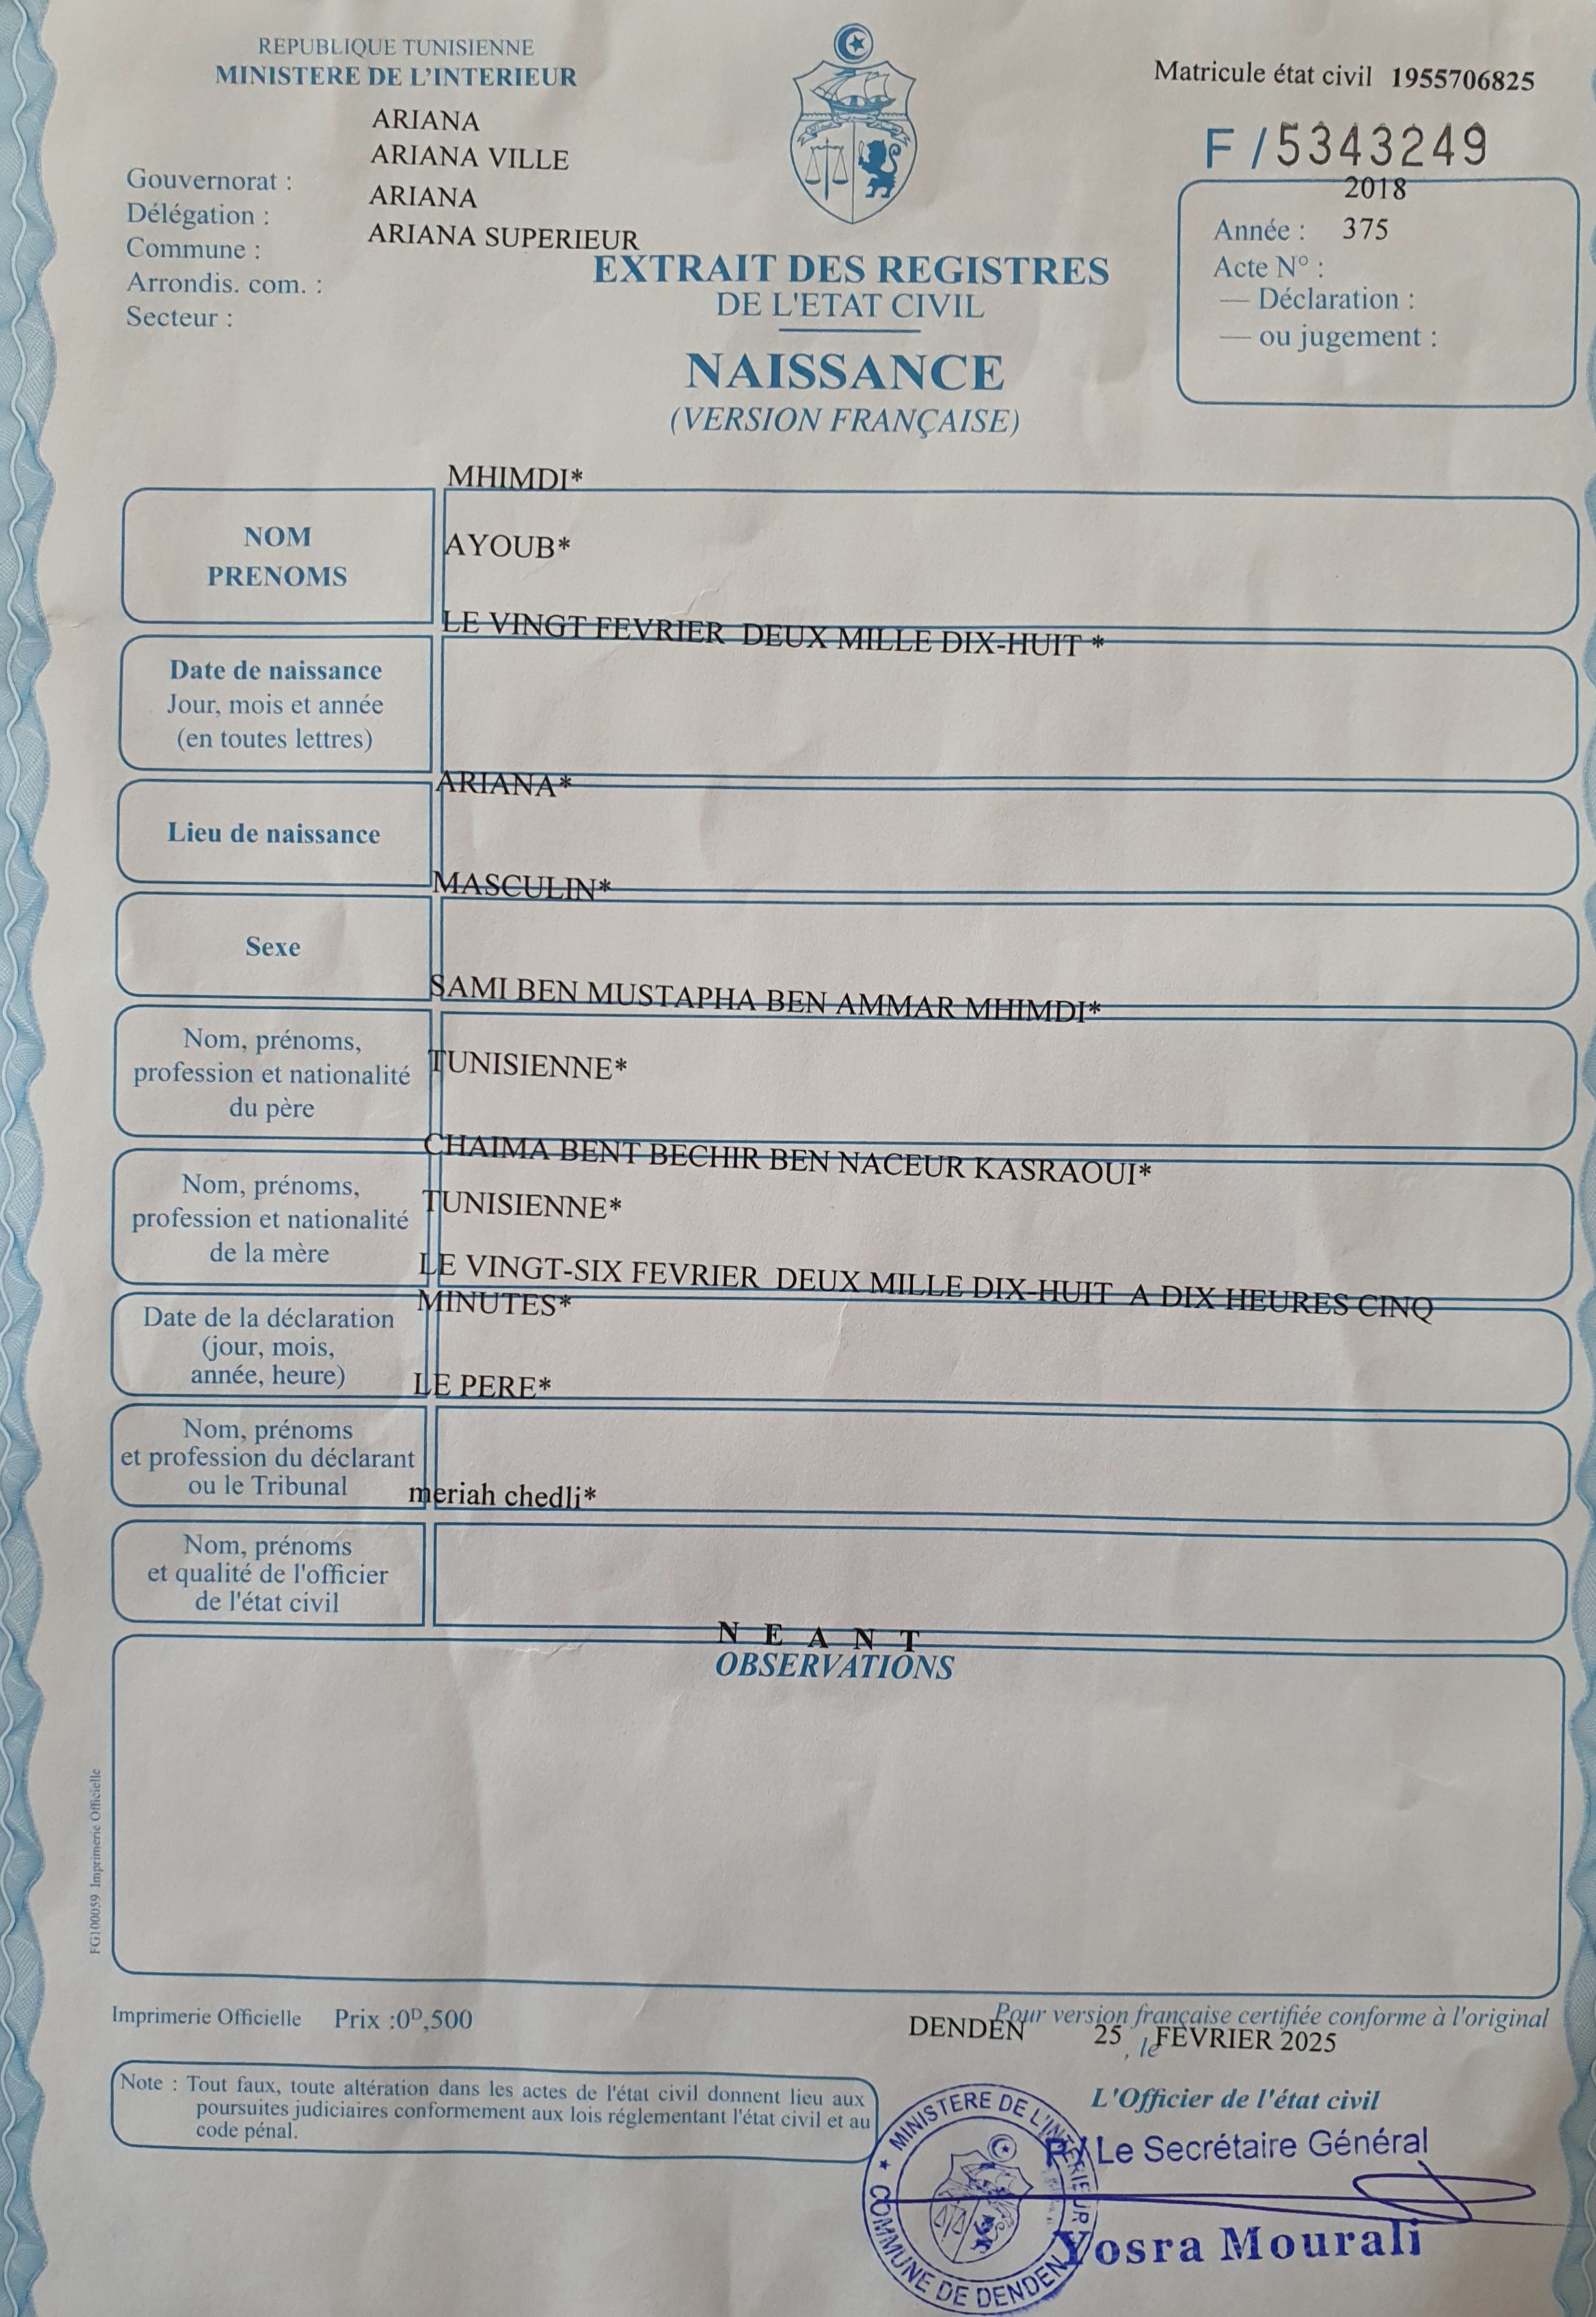 REPUBLIQUE TUNISIENNE
MINISTERE DE L'INTERIEUR
Matricule état civil 1955706825
F / 5343249
ARIANA
ARIANA VILLE
Gouvernorat :
ARIANA
Délégation :
ARIANA SUPERIEUR
Commune :
Arrondis. com. :
Secteur :
2018
Année : 375
Acte N° :
— Déclaration :
— ou jugement :
EXTRAIT DES REGISTRES
DE L'ETAT CIVIL
NAISSANCE
(VERSION FRANÇAISE)
MHIMDI*
NOM
AYOUB*
PRENOMS
LE VINGT FEVRIER DEUX MILLE DIX-HUIT *
Date de naissance
Jour, mois et année
(en toutes lettres)
ARIANA*
Lieu de naissance
MASCULIN*
Sexe
SAMI BEN MUSTAPHA BEN AMMAR MHIMDI*
Nom, prénoms,
profession et nationalité
du père
TUNISIENNE*
CHAIMA BENT BECHIR BEN NACEUR KASRAOUI*
Nom, prénoms,
profession et nationalité
de la mère
TUNISIENNE*
LE VINGT-SIX FEVRIER DEUX MILLE DIX-HUIT A DIX HEURES CINQ
MINUTES*
Date de la déclaration
(jour, mois,
année, heure)
LE PERE*
Nom, prénoms
et profession du déclarant
ou le Tribunal
meriah chedli*
Nom, prénoms
et qualité de l'officier
de l'état civil
N E A N T
OBSERVATIONS
FG100059 Imprimerie Officielle
Imprimerie Officielle Prix :0ᴰ,500
Pour version française certifiée conforme à l'original
DENDEN 25 , le FEVRIER 2025
Note : Tout faux, toute altération dans les actes de l'état civil donnent lieu aux
poursuites judiciaires conformement aux lois réglementant l'état civil et au
code pénal.
L'Officier de l'état civil
P/ Le Secrétaire Général
Yosra Mourali
★ MINISTERE DE L'INTERIEUR
COMMUNE DE DENDEN